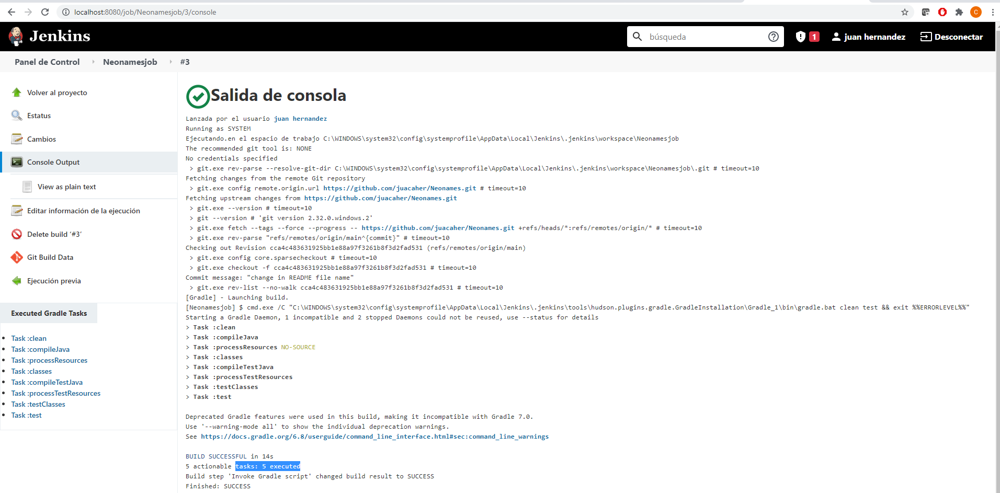 localhost:8080/job/Neonamesjob/3/console
C
Jenkins
búsqueda
1
juan hernandez
Desconectar
Panel de Control
Neonamesjob
#3
Volver al proyecto
Estatus
Cambios
Console Output
View as plain text
Editar información de la ejecución
Delete build ‘#3’
Git Build Data
Ejecución previa
Executed Gradle Tasks
Task :clean
Task :compileJava
Task :processResources
Task :classes
Task :compileTestJava
Task :processTestResources
Task :testClasses
Task :test
Salida de consola
Lanzada por el usuario juan hernandez
Running as SYSTEM
Ejecutando.en el espacio de trabajo C:\WINDOWS\system32\config\systemprofile\AppData\Local\Jenkins\.jenkins\workspace\Neonamesjob
The recommended git tool is: NONE
No credentials specified
> git.exe rev-parse --resolve-git-dir C:\WINDOWS\system32\config\systemprofile\AppData\Local\Jenkins\.jenkins\workspace\Neonamesjob\.git # timeout=10
Fetching changes from the remote Git repository
> git.exe config remote.origin.url https://github.com/juacaher/Neonames.git # timeout=10
Fetching upstream changes from https://github.com/juacaher/Neonames.git
> git.exe --version # timeout=10
> git --version # 'git version 2.32.0.windows.2'
> git.exe fetch --tags --force --progress -- https://github.com/juacaher/Neonames.git +refs/heads/*:refs/remotes/origin/* # timeout=10
> git.exe rev-parse "refs/remotes/origin/main^{commit}" # timeout=10
Checking out Revision cca4c483631925bb1e88a97f3261b8f3d2fad531 (refs/remotes/origin/main)
> git.exe config core.sparsecheckout # timeout=10
> git.exe checkout -f cca4c483631925bb1e88a97f3261b8f3d2fad531 # timeout=10
Commit message: "change in README file name"
> git.exe rev-list --no-walk cca4c483631925bb1e88a97f3261b8f3d2fad531 # timeout=10
[Gradle] - Launching build.
[Neonamesjob] $ cmd.exe /C "C:\WINDOWS\system32\config\systemprofile\AppData\Local\Jenkins\.jenkins\tools\hudson.plugins.gradle.GradleInstallation\Gradle_1\bin\gradle.bat clean test && exit %%ERRORLEVEL%%"
Starting a Gradle Daemon, 1 incompatible and 2 stopped Daemons could not be reused, use --status for details
> Task :clean
> Task :compileJava
> Task :processResources NO-SOURCE
> Task :classes
> Task :compileTestJava
> Task :processTestResources
> Task :testClasses
> Task :test
Deprecated Gradle features were used in this build, making it incompatible with Gradle 7.0.
Use '--warning-mode all' to show the individual deprecation warnings.
See https://docs.gradle.org/6.8/userguide/command_line_interface.html#sec:command_line_warnings
BUILD SUCCESSFUL in 14s
5 actionable tasks: 5 executed
Build step 'Invoke Gradle script' changed build result to SUCCESS
Finished: SUCCESS